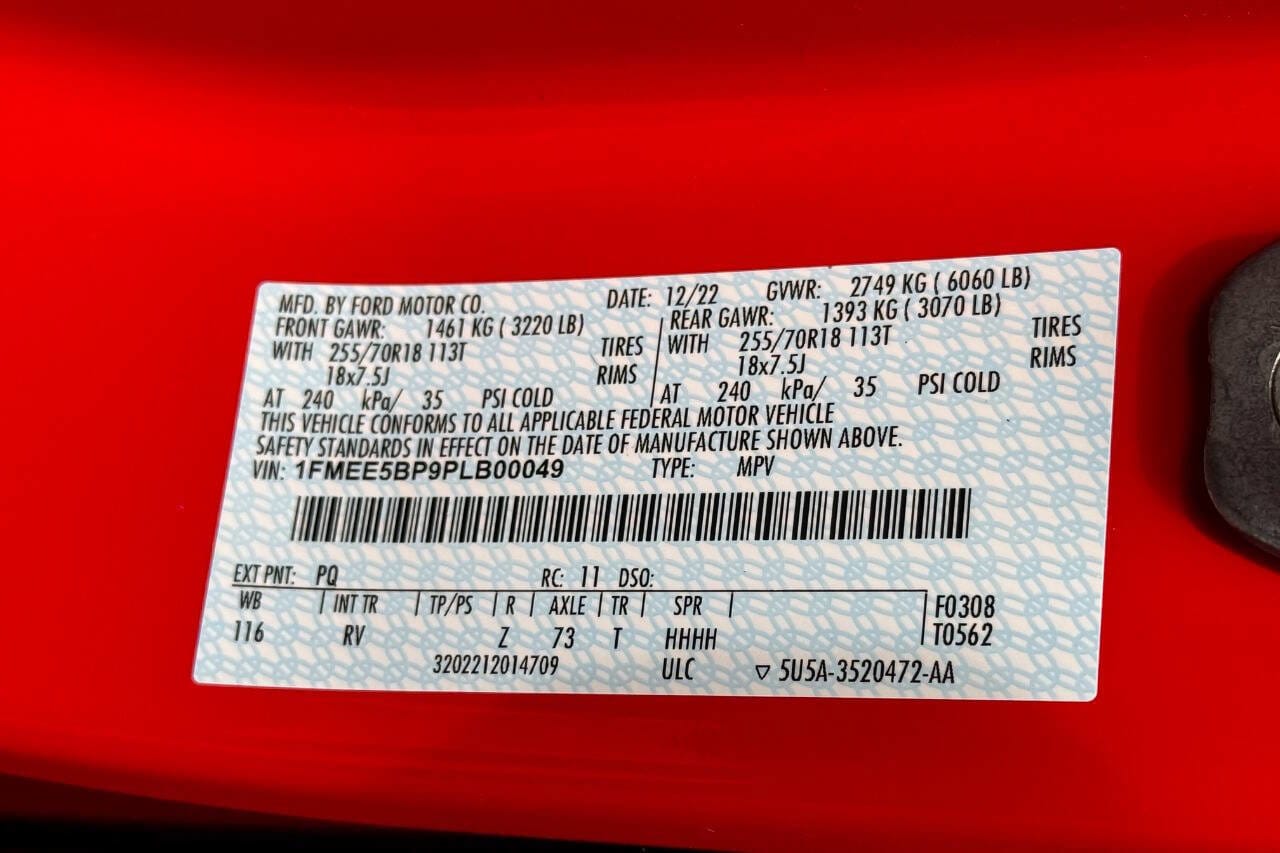 MFD. BY FORD MOTOR CO. DATE: 12/22 GVWR: 2749 KG ( 6060 LB)
FRONT GAWR: 1461 KG ( 3220 LB) REAR GAWR: 1393 KG ( 3070 LB)
WITH 255/70R18 113T TIRES WITH 255/70R18 113T TIRES
18x7.5J RIMS 18x7.5J RIMS
AT 240 kPa/ 35 PSI COLD AT 240 kPa/ 35 PSI COLD
THIS VEHICLE CONFORMS TO ALL APPLICABLE FEDERAL MOTOR VEHICLE
SAFETY STANDARDS IN EFFECT ON THE DATE OF MANUFACTURE SHOWN ABOVE.
VIN: 1FMEE5BP9PLB00049 TYPE: MPV
EXT PNT: PQ RC: 11 DSO:
WB INT TR TP/PS R AXLE TR SPR F0308
116 RV Z 73 T HHHH T0562
3202212014709 ULC ▽ 5U5A-3520472-AA